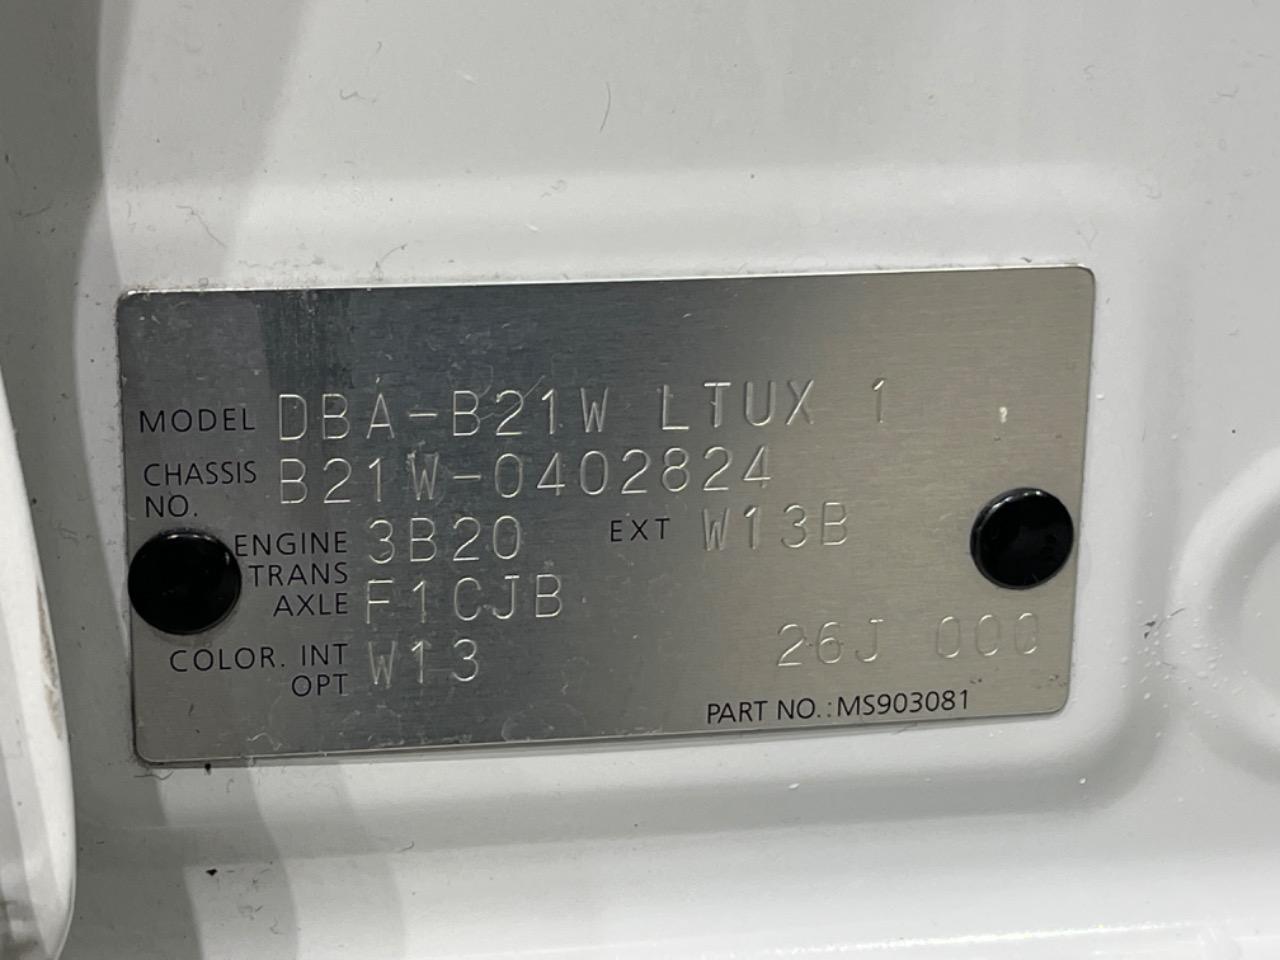 MODEL DBA-B21W LTUX 1
CHASSIS NO. B21W-0402824
ENGINE 3B20 EXT W13B
TRANS AXLE F1CJB
COLOR. INT OPT W13 26J 000
PART NO.:MS903081